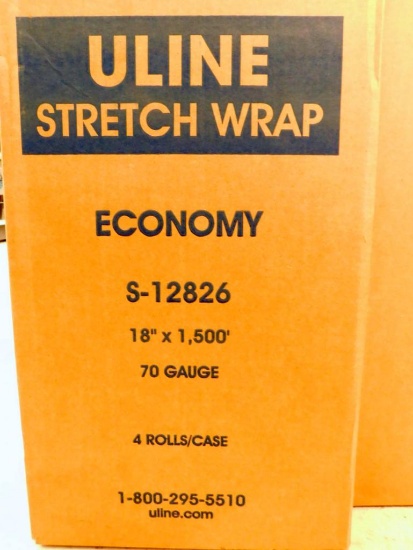 ULINE
STRETCH WRAP
ECONOMY
S-12826
18" x 1,500'
70 GAUGE
4 ROLLS/CASE
1-800-295-5510
uline.com